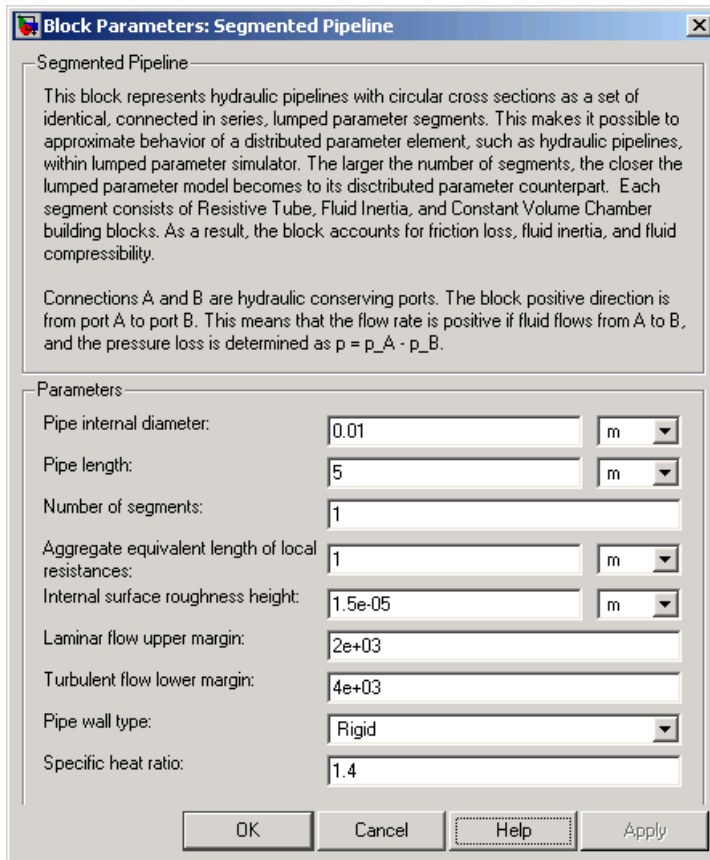 Block Parameters: Segmented Pipeline
Segmented Pipeline
This block represents hydraulic pipelines with circular cross sections as a set of
identical, connected in series, lumped parameter segments. This makes it possible to
approximate behavior of a distributed parameter element, such as hydraulic pipelines,
within lumped parameter simulator. The larger the number of segments, the closer the
lumped parameter model becomes to its disctributed parameter counterpart.  Each
segment consists of Resistive Tube, Fluid Inertia, and Constant Volume Chamber
building blocks. As a result, the block accounts for friction loss, fluid inertia, and fluid
compressibility.
Connections A and B are hydraulic conserving ports. The block positive direction is
from port A to port B. This means that the flow rate is positive if fluid flows from A to B,
and the pressure loss is determined as p = p_A - p_B.
Parameters
Pipe internal diameter: 0.01 m
Pipe length: 5 m
Number of segments: 1
Aggregate equivalent length of local
resistances: 1 m
Internal surface roughness height: 1.5e-05 m
Laminar flow upper margin: 2e+03
Turbulent flow lower margin: 4e+03
Pipe wall type: Rigid
Specific heat ratio: 1.4
OK Cancel Help Apply